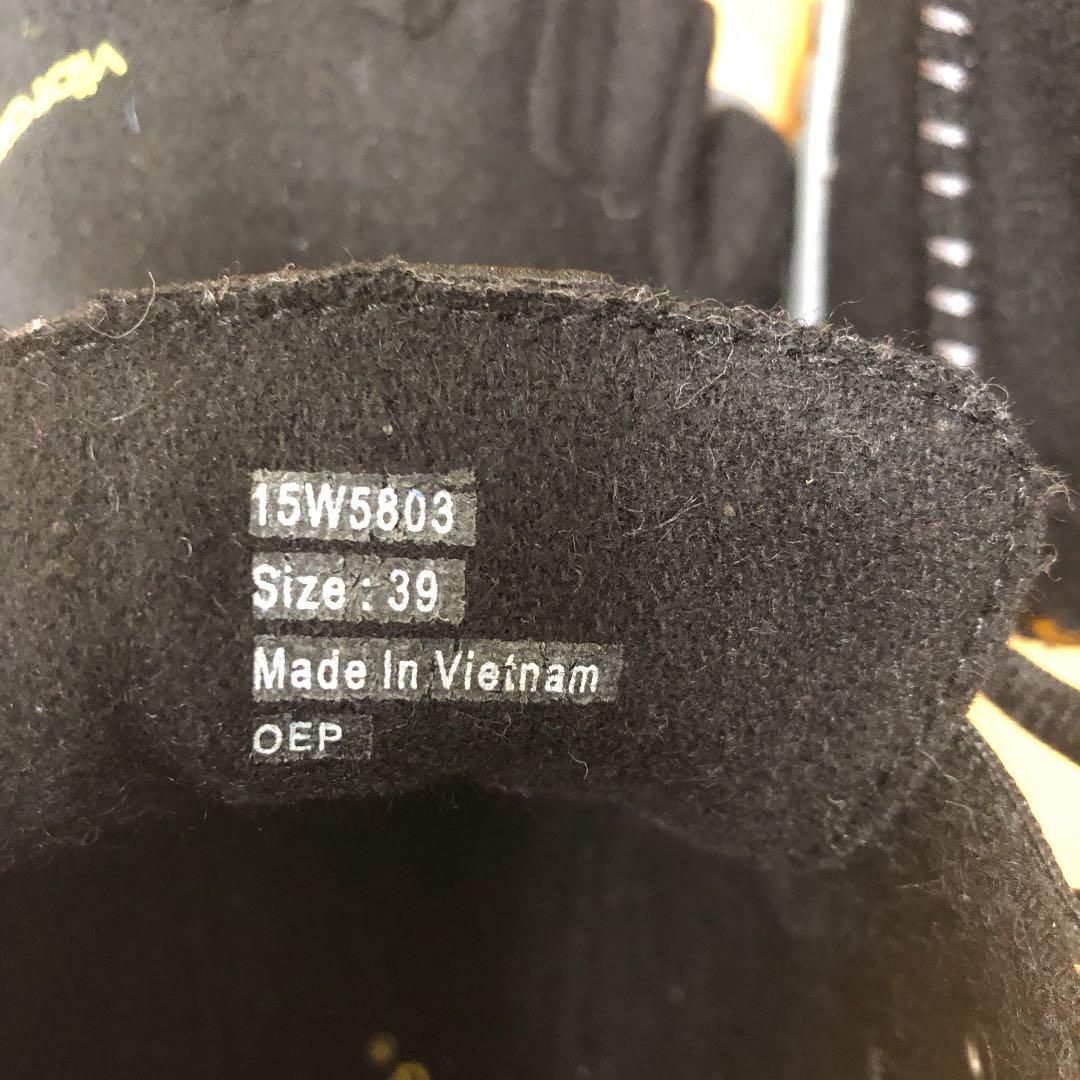 15W5803
Size : 39
Made In Vietnam
OEP